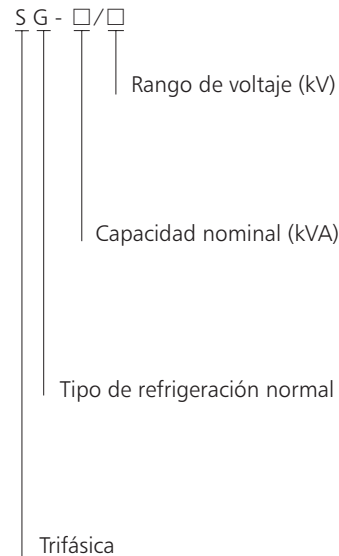 S G - □/□
Rango de voltaje (kV)
Capacidad nominal (kVA)
Tipo de refrigeración normal
Trifásica